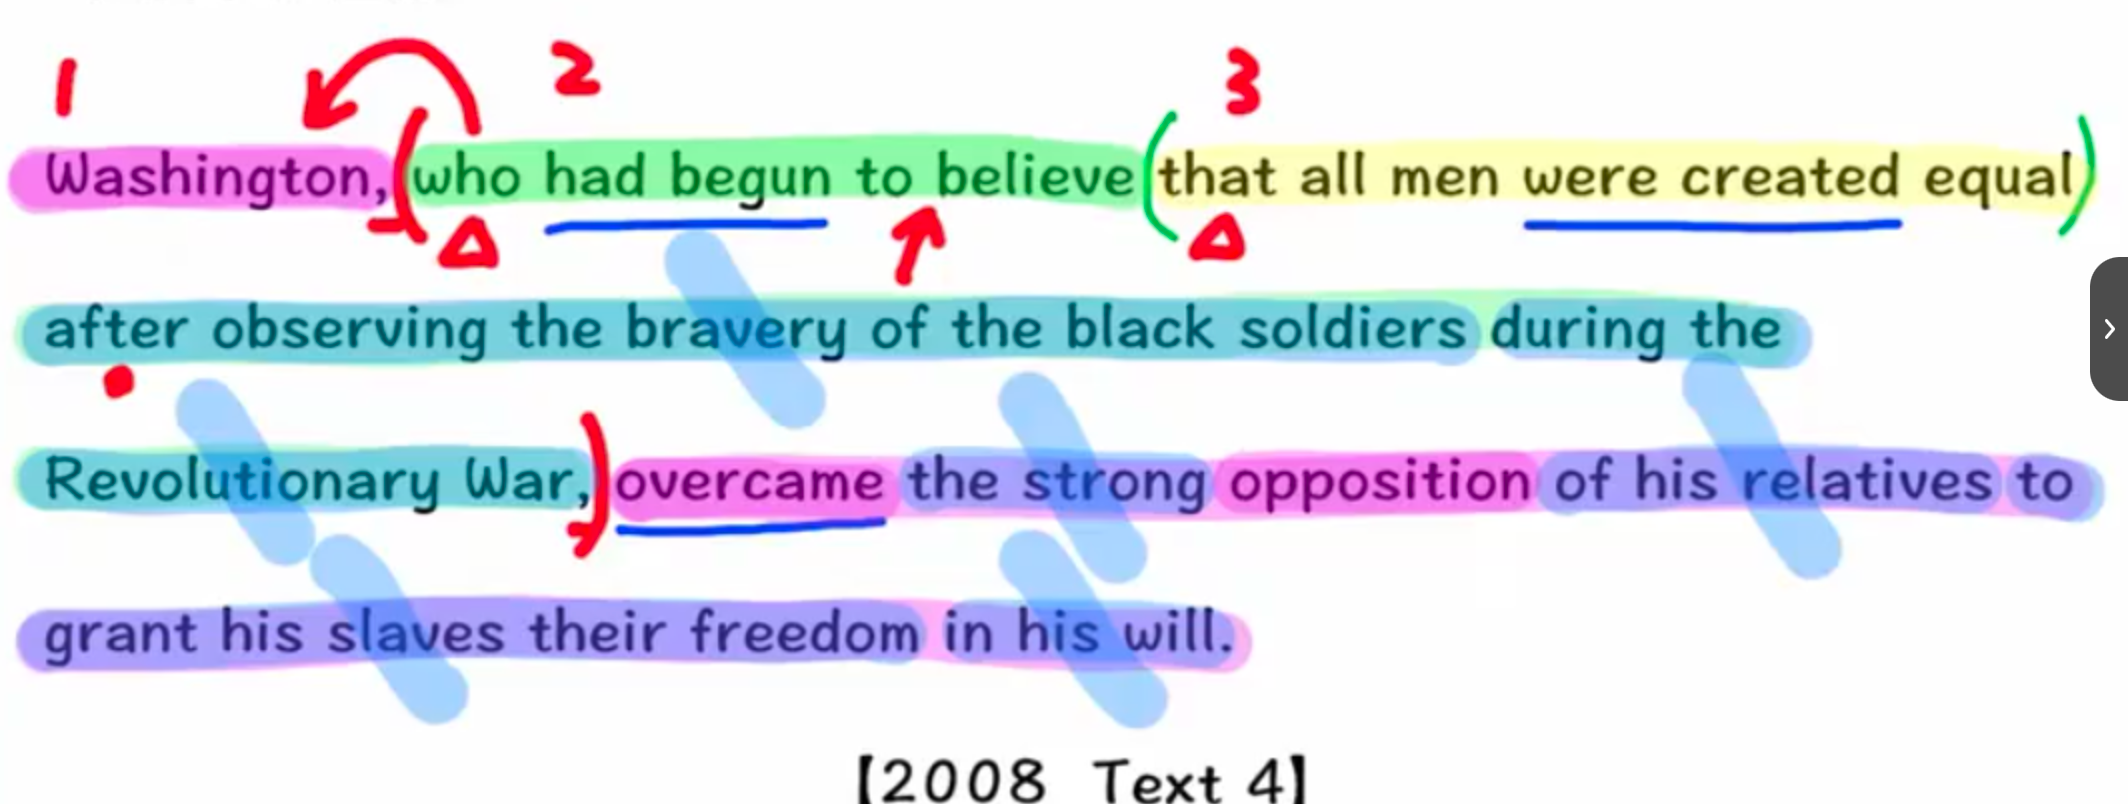 1 2 3
Washington, (who had begun to believe (that all men were created equal)
after observing the bravery of the black soldiers during the
Revolutionary War,) overcame the strong opposition of his relatives to
grant his slaves their freedom in his will.
【2008 Text 4】